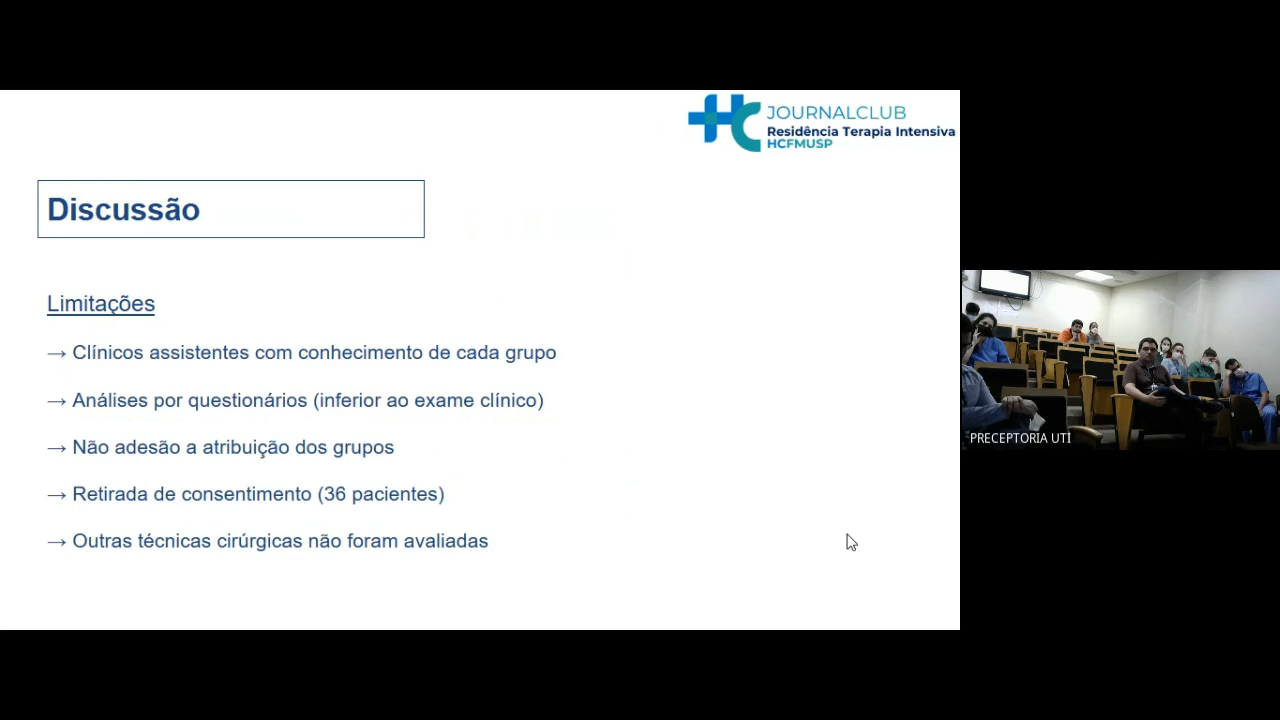 JOURNALCLUB
Residência Terapia Intensiva
HCFMUSP
Discussão
Limitações
→ Clínicos assistentes com conhecimento de cada grupo
→ Análises por questionários (inferior ao exame clínico)
→ Não adesão a atribuição dos grupos
→ Retirada de consentimento (36 pacientes)
→ Outras técnicas cirúrgicas não foram avaliadas
PRECEPTORIA UTI